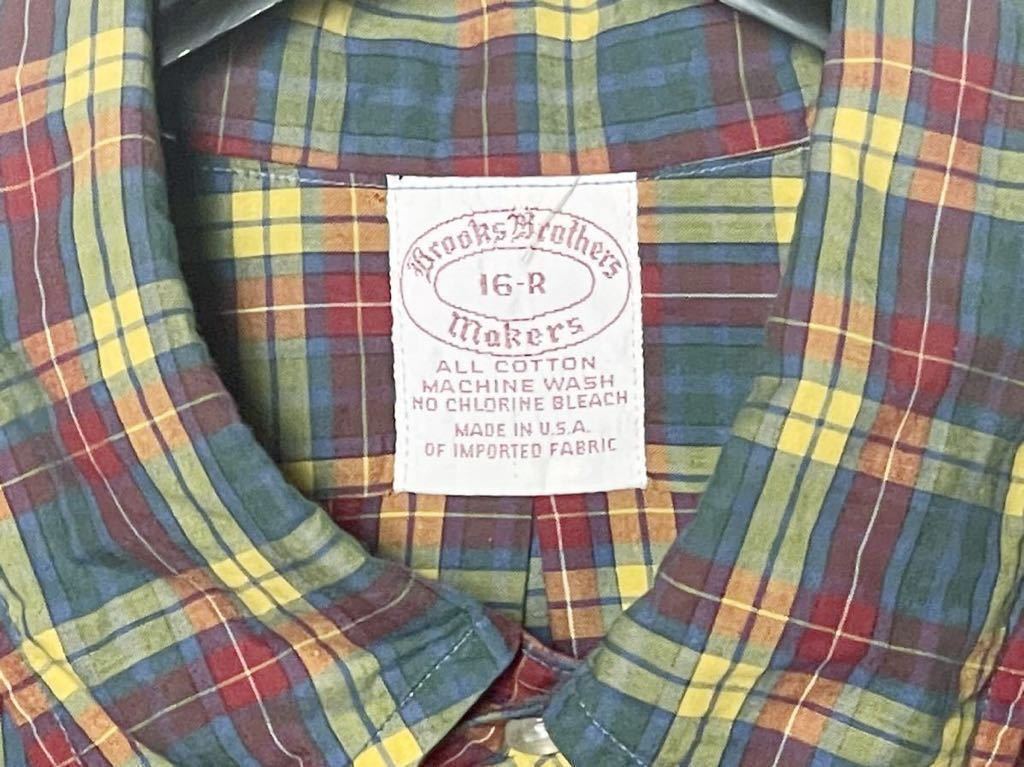 Brooks Brothers
16-R
Makers
ALL COTTON
MACHINE WASH
NO CHLORINE BLEACH
MADE IN U.S.A.
OF IMPORTED FABRIC